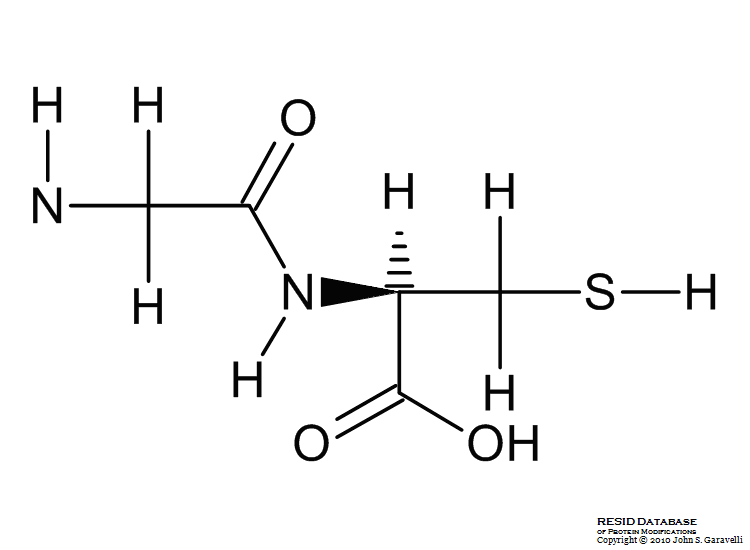 H H O
N H H
H N S H
H H
O OH
RESID DATABASE
OF PROTEIN MODIFICATIONS
Copyright © 2010 John S. Garavelli